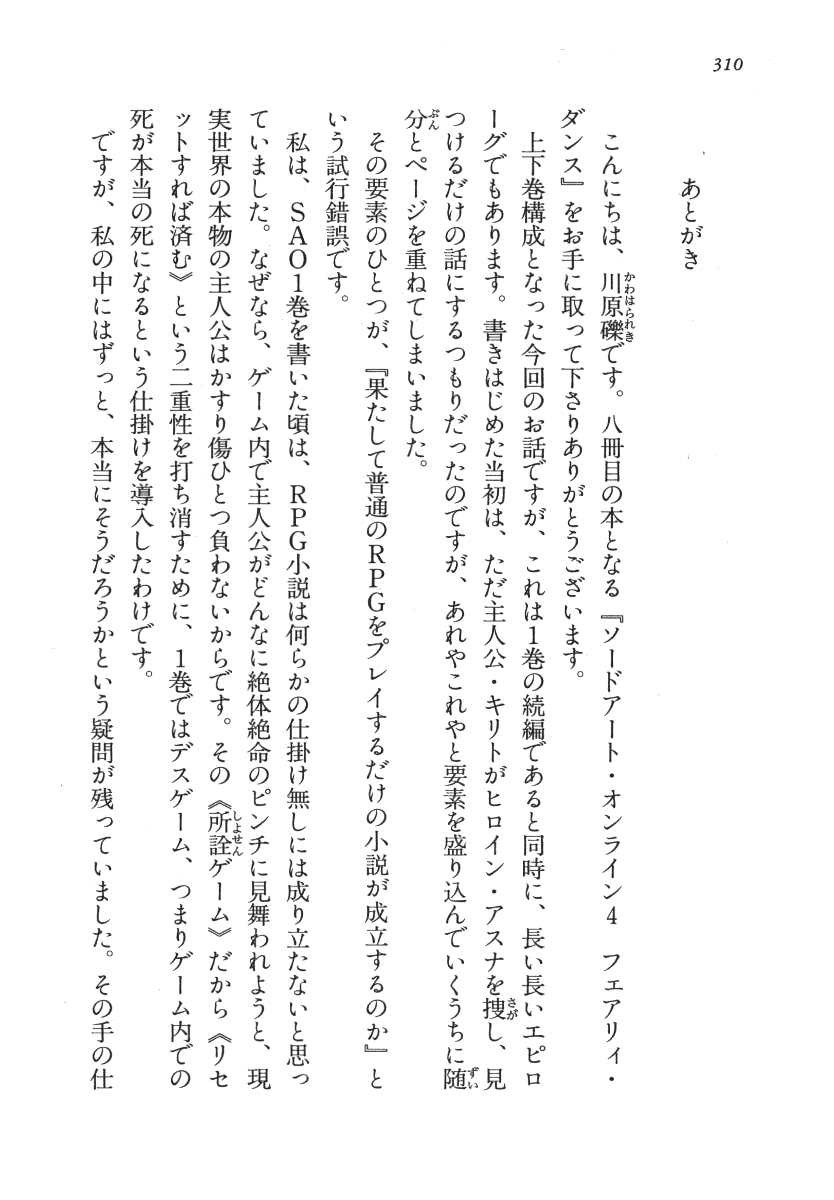 310
あとがき
こんにちは、川原礫です。八冊目の本となる『ソードアート・オンライン4　フェアリィ・
ダンス』をお手に取って下さりありがとうございます。
上下巻構成となった今回のお話ですが、これは1巻の続編であると同時に、長い長いエピロ
ーグでもあります。書きはじめた当初は、ただ主人公・キリトがヒロイン・アスナを捜し、見
つけるだけの話にするつもりだったのですが、あれやこれやと要素を盛り込んでいくうちに随
分とページを重ねてしまいました。
その要素のひとつが、『果たして普通のRPGをプレイするだけの小説が成立するのか』と
いう試行錯誤です。
私は、SAO1巻を書いた頃は、RPG小説は何らかの仕掛け無しには成り立たないと思っ
ていました。なぜなら、ゲーム内で主人公がどんなに絶体絶命のピンチに見舞われようと、現
実世界の本物の主人公はかすり傷ひとつ負わないからです。その《所詮ゲーム》だから《リセ
ットすれば済む》という二重性を打ち消すために、1巻ではデスゲーム、つまりゲーム内での
死が本当の死になるという仕掛けを導入したわけです。
ですが、私の中にはずっと、本当にそうだろうかという疑問が残っていました。その手の仕